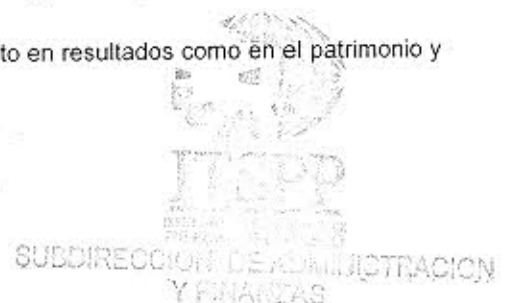 to en resultados como en el patrimonio y
SUBDIRECCION DE ADMINISTRACION
Y FINANZAS